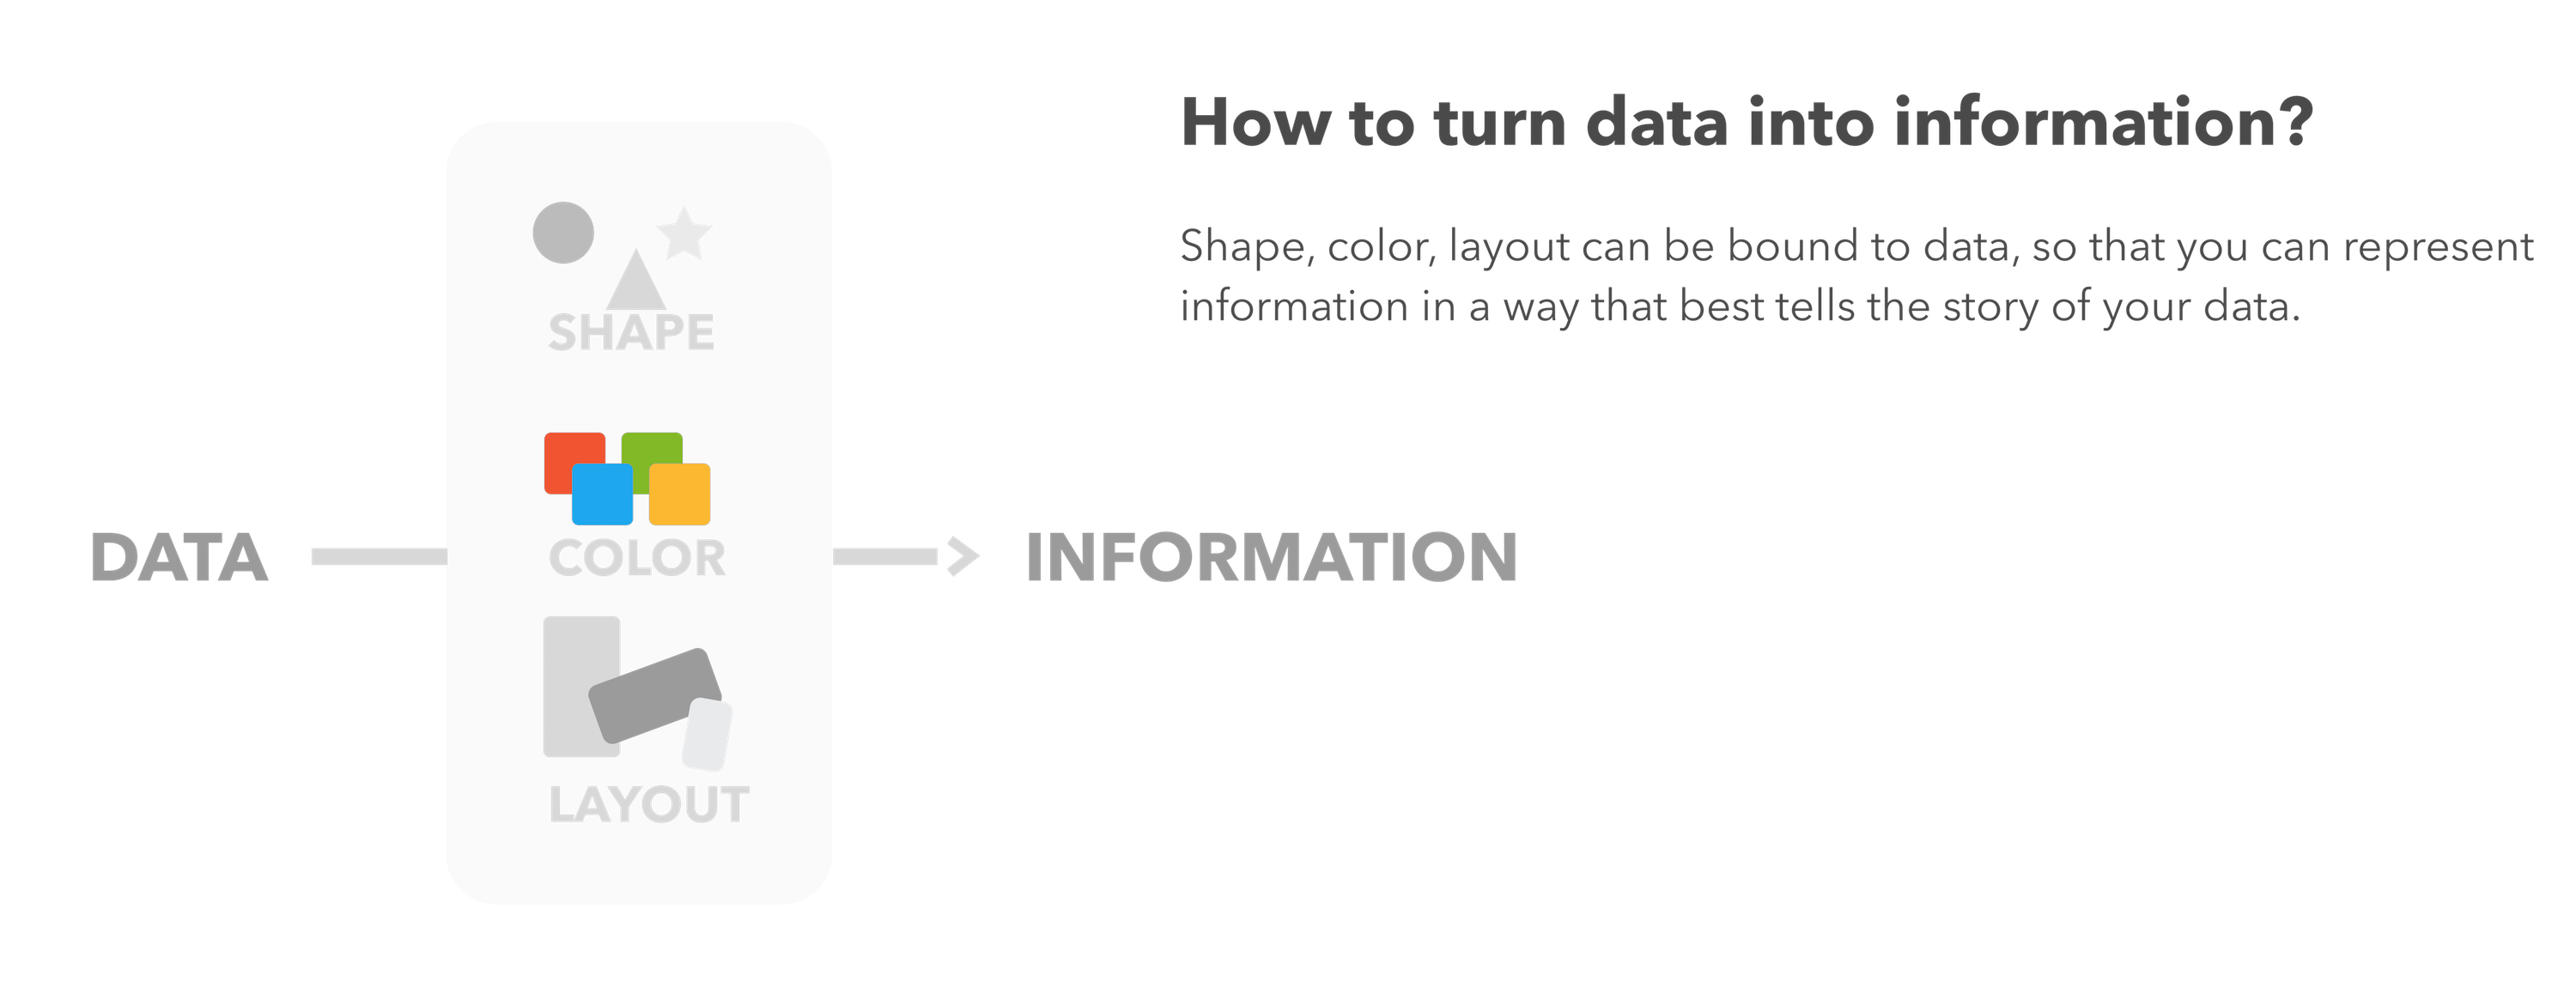 How to turn data into information?
Shape, color, layout can be bound to data, so that you can represent
information in a way that best tells the story of your data.
SHAPE
COLOR
DATA
INFORMATION
LAYOUT